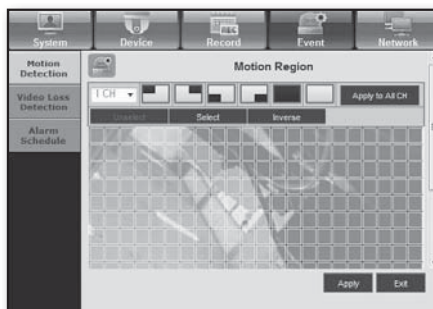 System Device Record Event Network
Motion Detection
Video Loss Detection
Alarm Schedule
Motion Region
1 CH
Apply to All CH
Unselect Select Inverse
Apply Exit